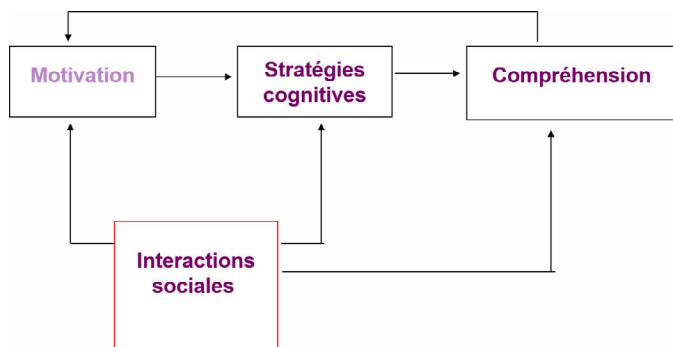 Motivation
Stratégies
cognitives
Compréhension
Interactions
sociales